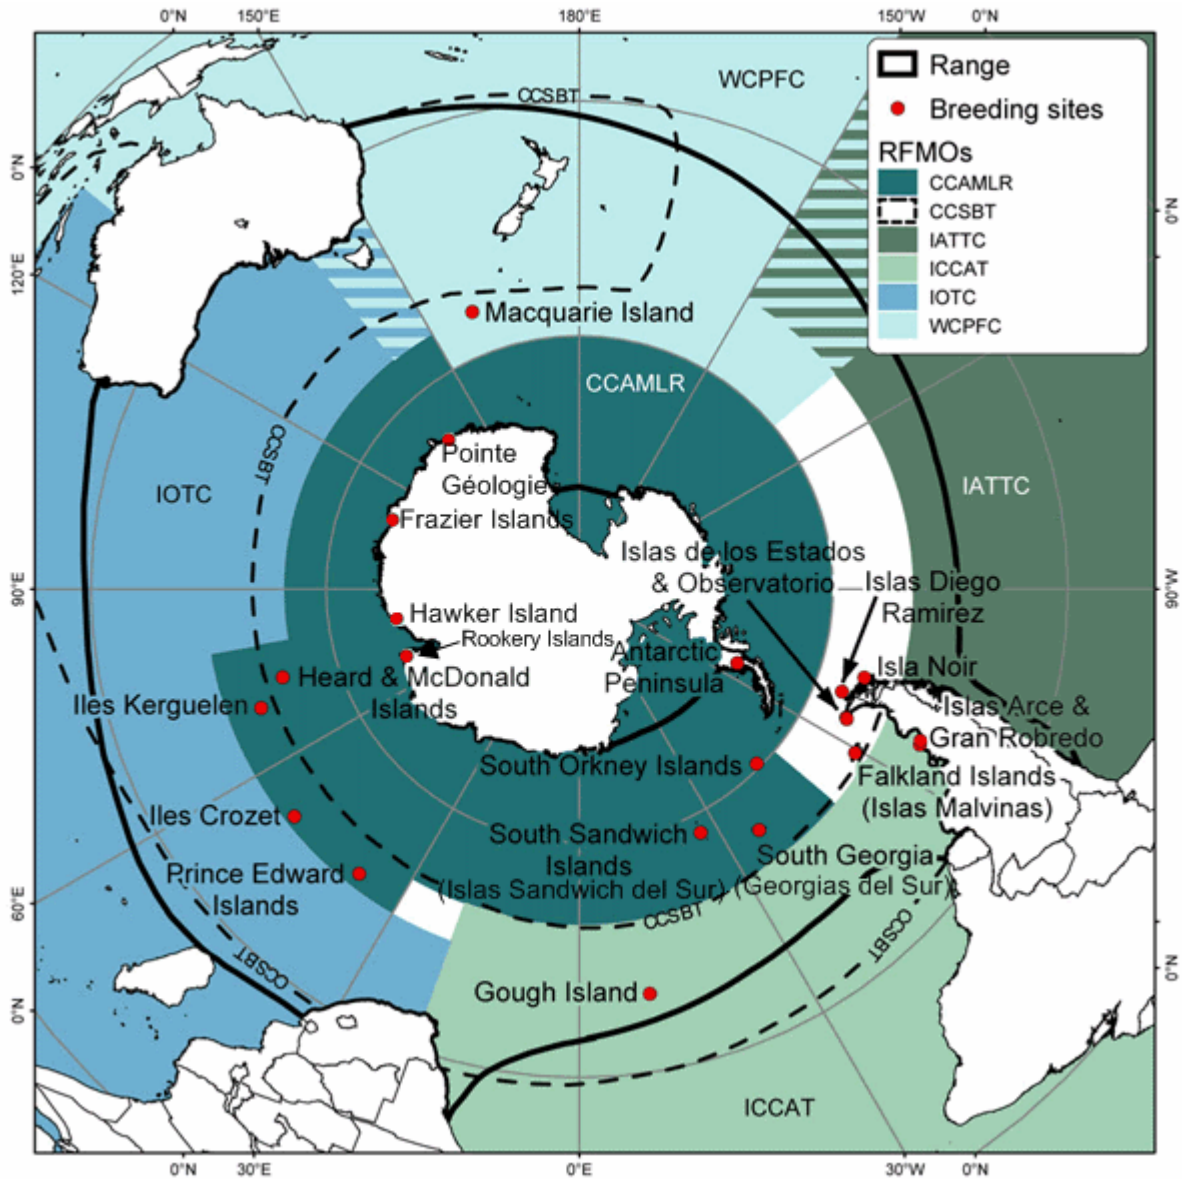 0°N
150°E
180°E
150°W
0°N
WCPFC
CCSBT
Range
Breeding sites
RFMOs
CCAMLR
CCSBT
IATTC
ICCAT
IOTC
WCPFC
0°N
0°N
120°E
Macquarie Island
CCAMLR
CCSBT
IOTC
IATTC
Pointe
Géologie
Frazier Islands
Islas de los Estados
& Observatorio
Islas Diego
Ramirez
90°E
90°W
Hawker Island
Rookery Islands
Antarctic
Peninsula
Isla Noir
Heard & McDonald
Islands
Iles Kerguelen
Islas Arce &
Gran Robredo
South Orkney Islands
Falkland Islands
(Islas Malvinas)
Iles Crozet
South Sandwich
Islands
(Islas Sandwich del Sur)
South Georgia
(Georgias del Sur)
Prince Edward
Islands
60°E
CCSBT
CCSBT
CCSBT
Gough Island
0°N
0°N
ICCAT
0°N
30°E
0°E
30°W
0°N